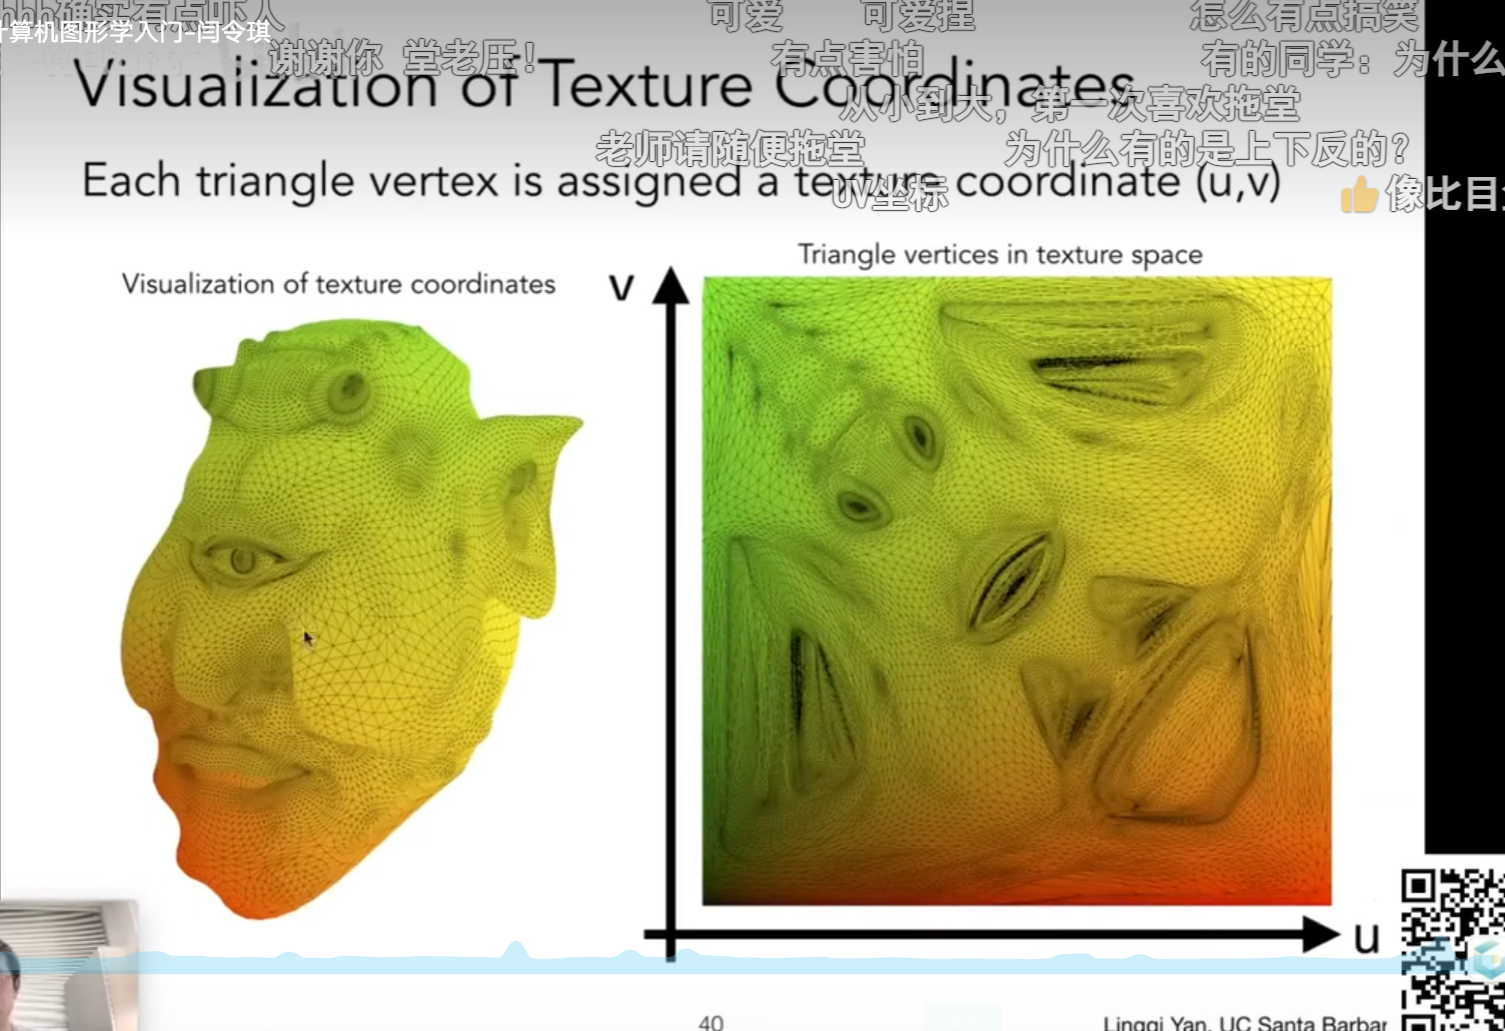 hhh确实有点吓人
可爱
可爱捏
怎么有点搞笑
计算机图形学入门-闫令琪
谢谢你 堂老压!
有点害怕
有的同学：为什么
Visualization of Texture Coordinates
从小到大，第一次喜欢拖堂
老师请随便拖堂
为什么有的是上下反的？
Each triangle vertex is assigned a texture coordinate (u,v)
UV坐标
像比目
Visualization of texture coordinates
Triangle vertices in texture space
v
u
40
Lingqi Yan, UC Santa Barbar